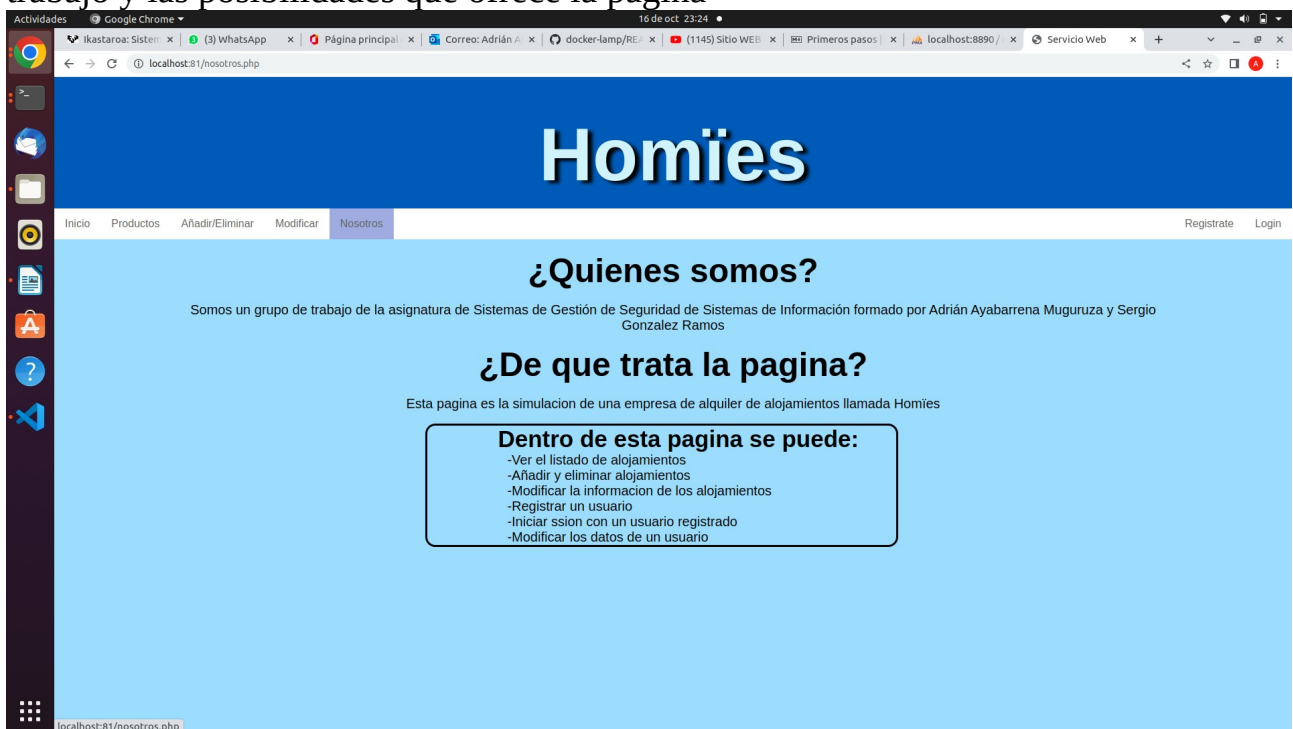 trabajo y las posibilidades que ofrece la pagina
Actividades Google Chrome 16 de oct 23:24
Ikastaroa: Sistem (3) WhatsApp Página principal Correo: Adrián A docker-lamp/REA (1145) Sitio WEB Primeros pasos localhost:8890/ Servicio Web
localhost:81/nosotros.php A
Homïes
Inicio Productos Añadir/Eliminar Modificar Nosotros Registrate Login
¿Quienes somos?
Somos un grupo de trabajo de la asignatura de Sistemas de Gestión de Seguridad de Sistemas de Información formado por Adrián Ayabarrena Muguruza y Sergio
Gonzalez Ramos
¿De que trata la pagina?
Esta pagina es la simulacion de una empresa de alquiler de alojamientos llamada Homïes
Dentro de esta pagina se puede:
-Ver el listado de alojamientos
-Añadir y eliminar alojamientos
-Modificar la informacion de los alojamientos
-Registrar un usuario
-Iniciar ssion con un usuario registrado
-Modificar los datos de un usuario
localhost:81/nosotros.php